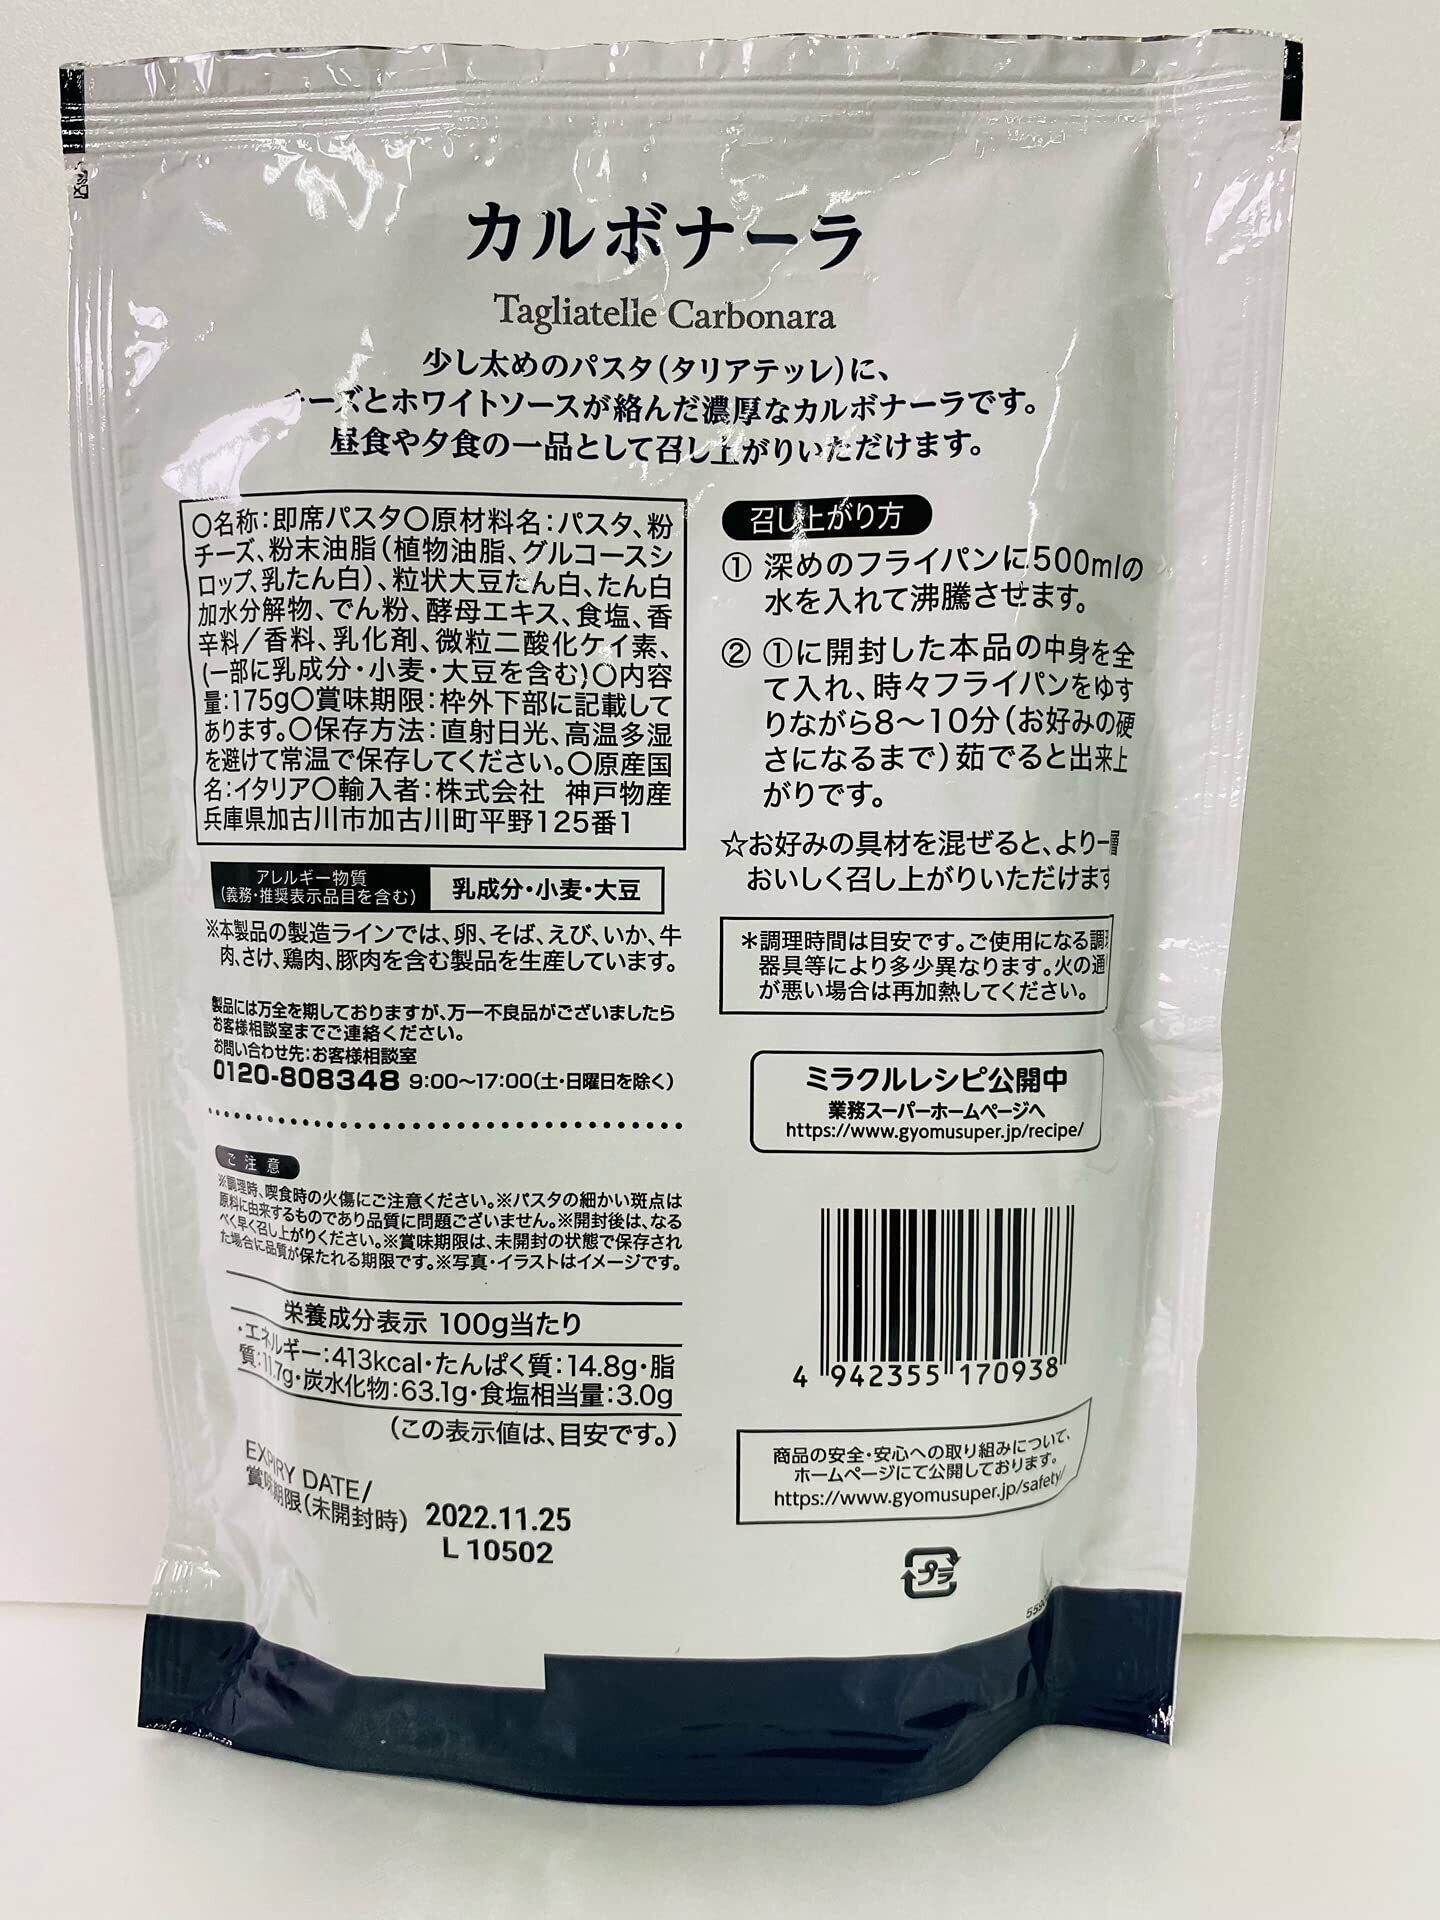 カルボナーラ
Tagliatelle Carbonara
少し太めのパスタ(タリアテッレ)に、
チーズとホワイトソースが絡んだ濃厚なカルボナーラです。
昼食や夕食の一品として召し上がりいただけます。
○名称:即席パスタ○原材料名:パスタ、粉
チーズ、粉末油脂(植物油脂、グルコースシ
ロップ、乳たん白)、粒状大豆たん白、たん白
加水分解物、でん粉、酵母エキス、食塩、香
辛料/香料、乳化剤、微粒二酸化ケイ素、
(一部に乳成分・小麦・大豆を含む)○内容
量:175g○賞味期限:枠外下部に記載して
あります。○保存方法:直射日光、高温多湿
を避けて常温で保存してください。○原産国
名:イタリア○輸入者:株式会社 神戸物産
兵庫県加古川市加古川町平野125番1
アレルギー物質
(義務・推奨表示品目を含む)
乳成分・小麦・大豆
※本製品の製造ラインでは、卵、そば、えび、いか、牛
肉、さけ、鶏肉、豚肉を含む製品を生産しています。
製品には万全を期しておりますが、万一不良品がございましたら
お客様相談室までご連絡ください。
お問い合わせ先:お客様相談室
0120-808348 9:00〜17:00(土・日曜日を除く)
ご注意
※調理時、喫食時の火傷にご注意ください。※パスタの細かい斑点は
原料に由来するものであり品質に問題ございません。※開封後は、なる
べく早く召し上がりください。※賞味期限は、未開封の状態で保存され
た場合に品質が保たれる期限です。※写真・イラストはイメージです。
栄養成分表示 100g当たり
・エネルギー:413kcal・たんぱく質:14.8g・脂
質:11.7g・炭水化物:63.1g・食塩相当量:3.0g
(この表示値は、目安です。)
EXPIRY DATE/
賞味期限(未開封時) 2022.11.25
L 10502
召し上がり方
① 深めのフライパンに500mlの
水を入れて沸騰させます。
② ①に開封した本品の中身を全
て入れ、時々フライパンをゆす
りながら8〜10分(お好みの硬
さになるまで)茹でると出来上
がりです。
☆お好みの具材を混ぜると、より一層
おいしく召し上がりいただけます
*調理時間は目安です。ご使用になる調理
器具等により多少異なります。火の通り
が悪い場合は再加熱してください。
ミラクルレシピ公開中
業務スーパーホームページへ
https://www.gyomusuper.jp/recipe/
4 942355 170938
商品の安全・安心への取り組みについて、
ホームページにて公開しております。
https://www.gyomusuper.jp/safety/
プラ